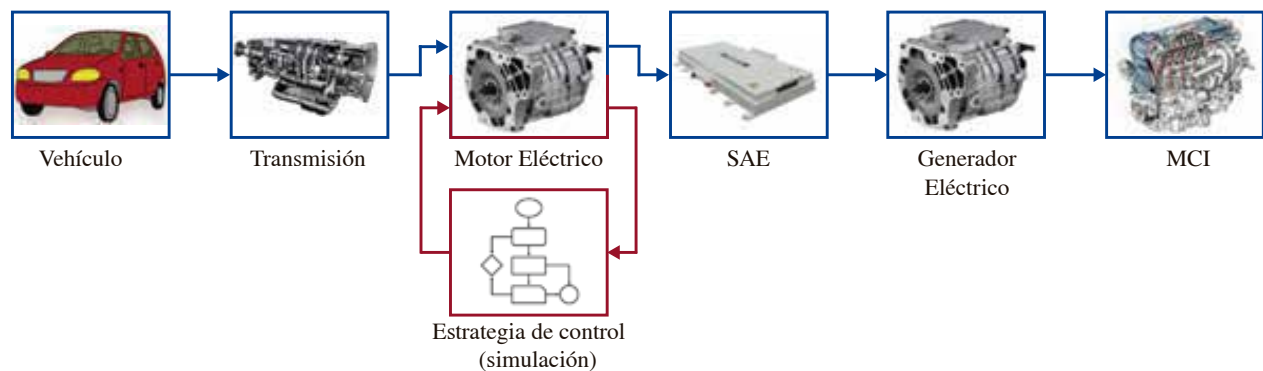 Vehículo
Transmisión
Motor Eléctrico
SAE
Generador
Eléctrico
MCI
Estrategia de control
(simulación)